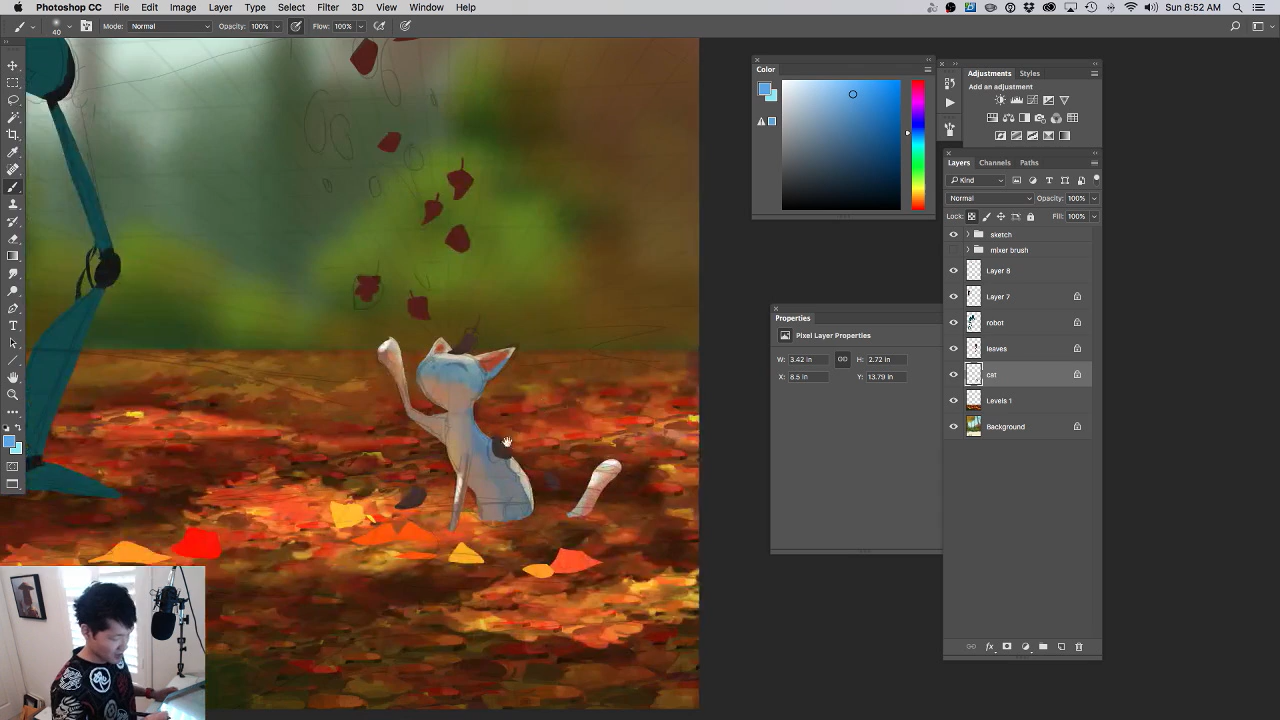 Photoshop CC File Edit Image Layer Type Select Filter 3D View Window Help Sun 8:52 AM
40 Mode: Normal Opacity: 100% Flow: 100%
Color
Adjustments Styles
Add an adjustment
Layers Channels Paths
Kind
Normal Opacity: 100%
Lock: Fill: 100%
sketch
mixer brush
Layer 8
Layer 7
robot
leaves
cat
Levels 1
Background
Properties
Pixel Layer Properties
W: 3.42 in H: 2.72 in
X: 8.5 in Y: 13.79 in